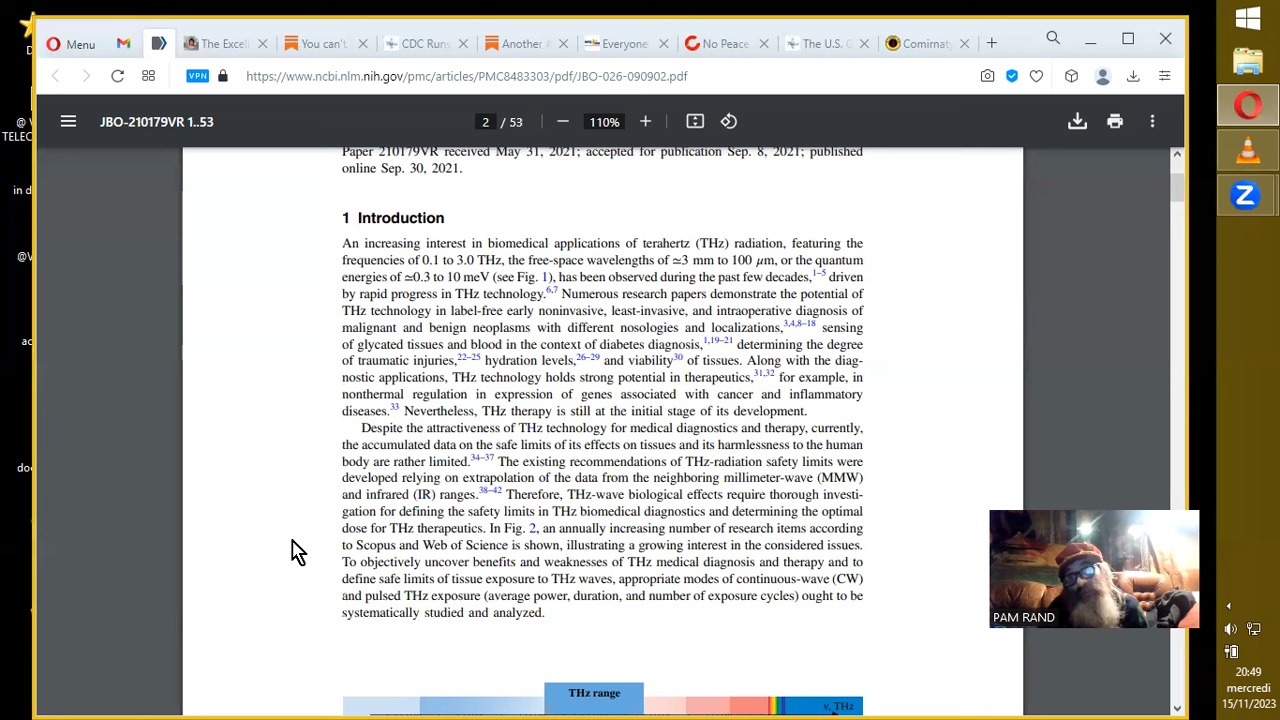 Menu
The Excell
You can't
CDC Runs
Another A
Everyone
No Peace
The U.S. C
Comirnaty
VPN
https://www.ncbi.nlm.nih.gov/pmc/articles/PMC8483303/pdf/JBO-026-090902.pdf
JBO-210179VR 1..53
2 / 53
110%
@
TELEC
in d
@V
ac
su
doc
Paper 210179VR received May 31, 2021; accepted for publication Sep. 8, 2021; published
online Sep. 30, 2021.
1 Introduction
An increasing interest in biomedical applications of terahertz (THz) radiation, featuring the
frequencies of 0.1 to 3.0 THz, the free-space wavelengths of ≃3 mm to 100 μm, or the quantum
energies of ≃0.3 to 10 meV (see Fig. 1), has been observed during the past few decades,1–5 driven
by rapid progress in THz technology.6,7 Numerous research papers demonstrate the potential of
THz technology in label-free early noninvasive, least-invasive, and intraoperative diagnosis of
malignant and benign neoplasms with different nosologies and localizations,3,4,8–18 sensing
of glycated tissues and blood in the context of diabetes diagnosis,1,19–21 determining the degree
of traumatic injuries,22–25 hydration levels,26–29 and viability30 of tissues. Along with the diag-
nostic applications, THz technology holds strong potential in therapeutics,31,32 for example, in
nonthermal regulation in expression of genes associated with cancer and inflammatory
diseases.33 Nevertheless, THz therapy is still at the initial stage of its development.
Despite the attractiveness of THz technology for medical diagnostics and therapy, currently,
the accumulated data on the safe limits of its effects on tissues and its harmlessness to the human
body are rather limited.34–37 The existing recommendations of THz-radiation safety limits were
developed relying on extrapolation of the data from the neighboring millimeter-wave (MMW)
and infrared (IR) ranges.38–42 Therefore, THz-wave biological effects require thorough investi-
gation for defining the safety limits in THz biomedical diagnostics and determining the optimal
dose for THz therapeutics. In Fig. 2, an annually increasing number of research items according
to Scopus and Web of Science is shown, illustrating a growing interest in the considered issues.
To objectively uncover benefits and weaknesses of THz medical diagnosis and therapy and to
define safe limits of tissue exposure to THz waves, appropriate modes of continuous-wave (CW)
and pulsed THz exposure (average power, duration, and number of exposure cycles) ought to be
systematically studied and analyzed.
THz range
ν, THz
PAM RAND
20:49
mercredi
15/11/2023